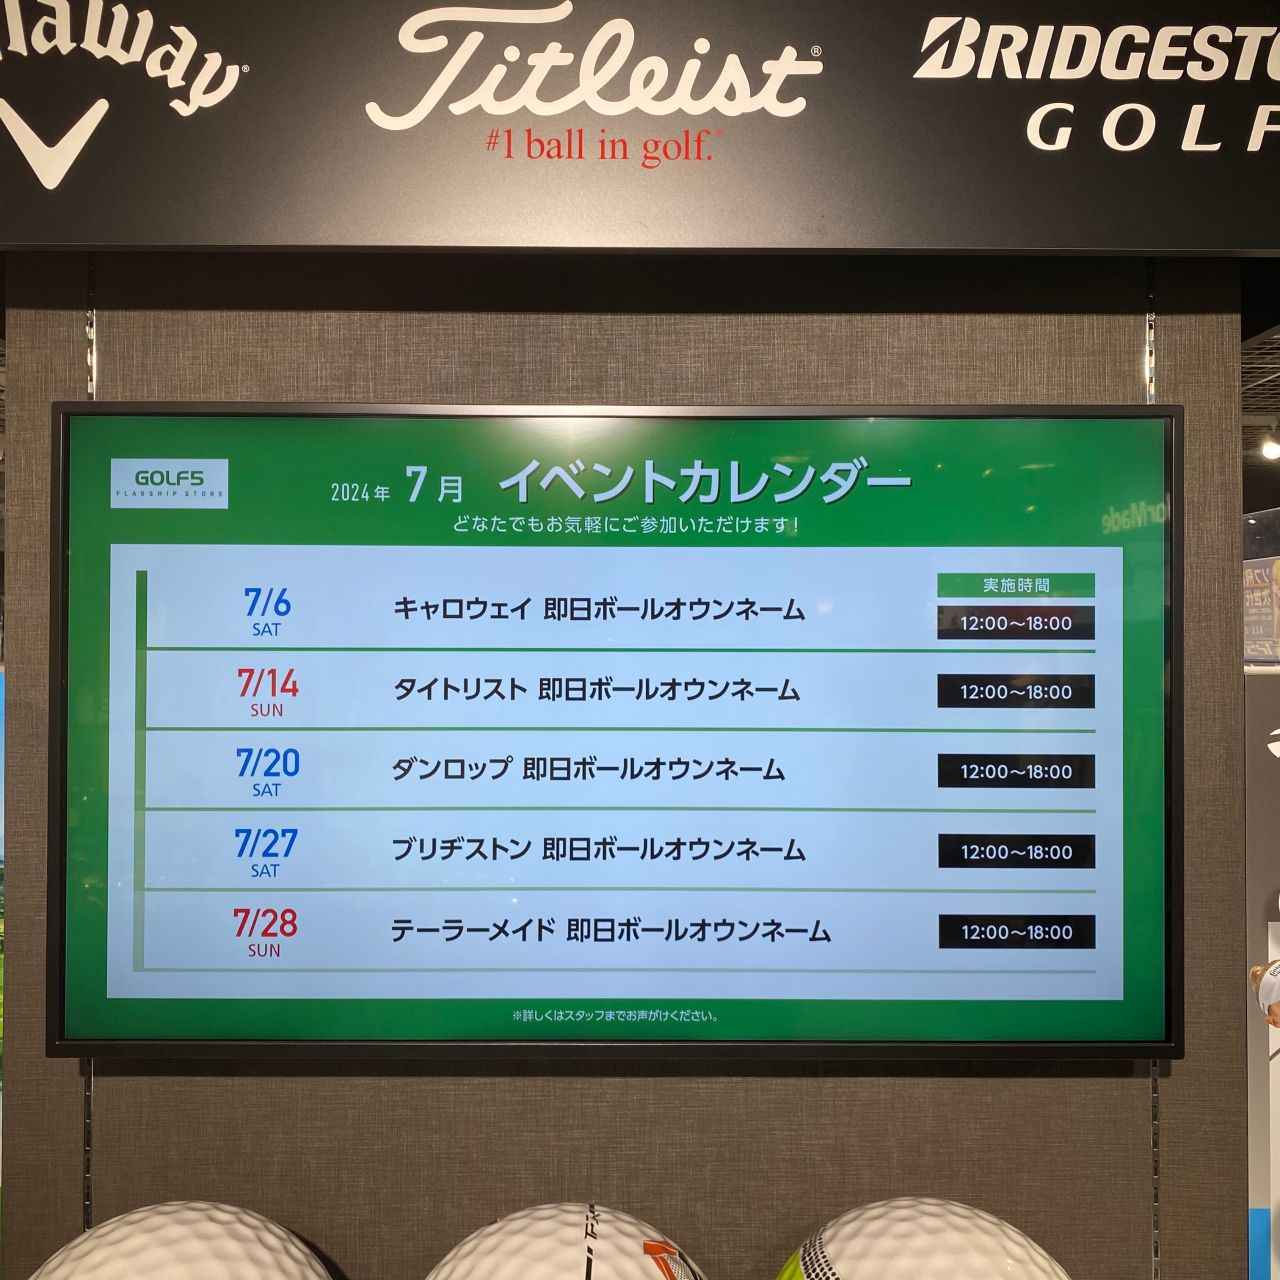 Titleist®
#1 ball in golf.®
BRIDGESTO
GOLF
GOLF5
FLAGSHIP STORE
2024年 7月 イベントカレンダー
どなたでもお気軽にご参加いただけます!
実施時間
7/6
SAT
キャロウェイ 即日ボールオウンネーム
12:00～18:00
7/14
SUN
タイトリスト 即日ボールオウンネーム
12:00～18:00
7/20
SAT
ダンロップ 即日ボールオウンネーム
12:00～18:00
7/27
SAT
ブリヂストン 即日ボールオウンネーム
12:00～18:00
7/28
SUN
テーラーメイド 即日ボールオウンネーム
12:00～18:00
※詳しくはスタッフまでお声がけください。